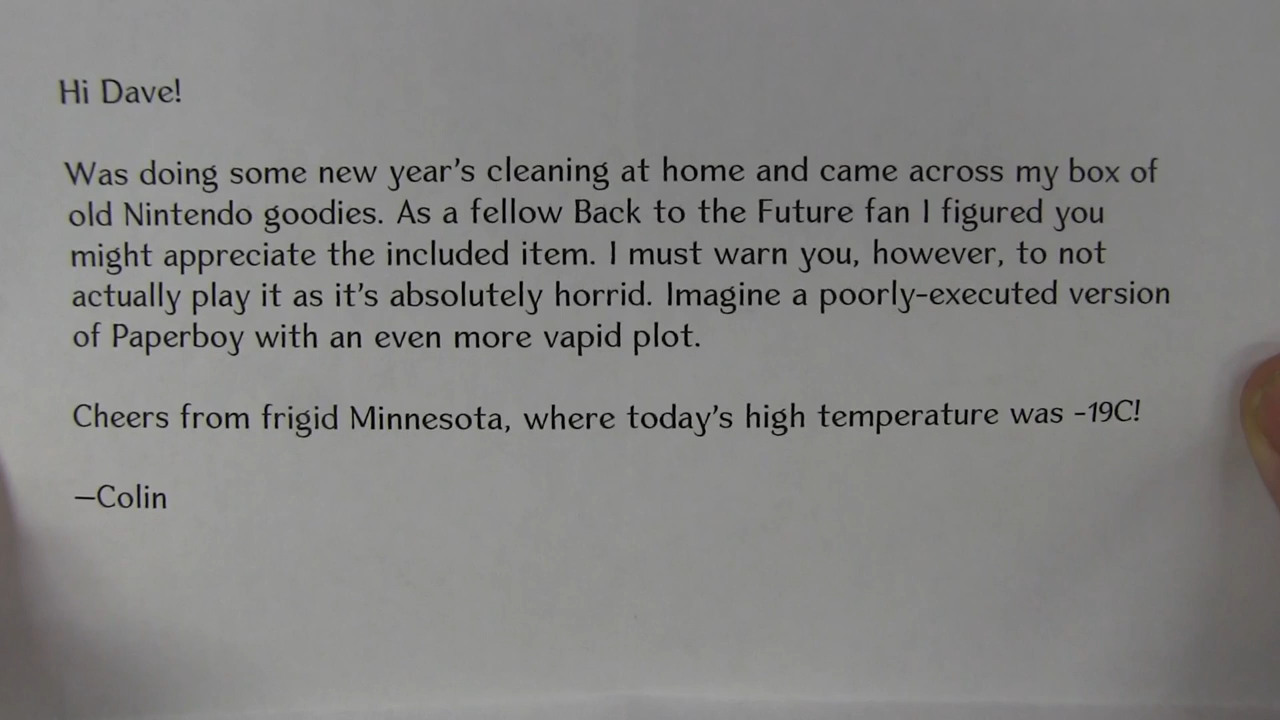 Hi Dave!
Was doing some new year's cleaning at home and came across my box of
old Nintendo goodies. As a fellow Back to the Future fan I figured you
might appreciate the included item. I must warn you, however, to not
actually play it as it's absolutely horrid. Imagine a poorly-executed version
of Paperboy with an even more vapid plot.
Cheers from frigid Minnesota, where today's high temperature was -19C!
—Colin